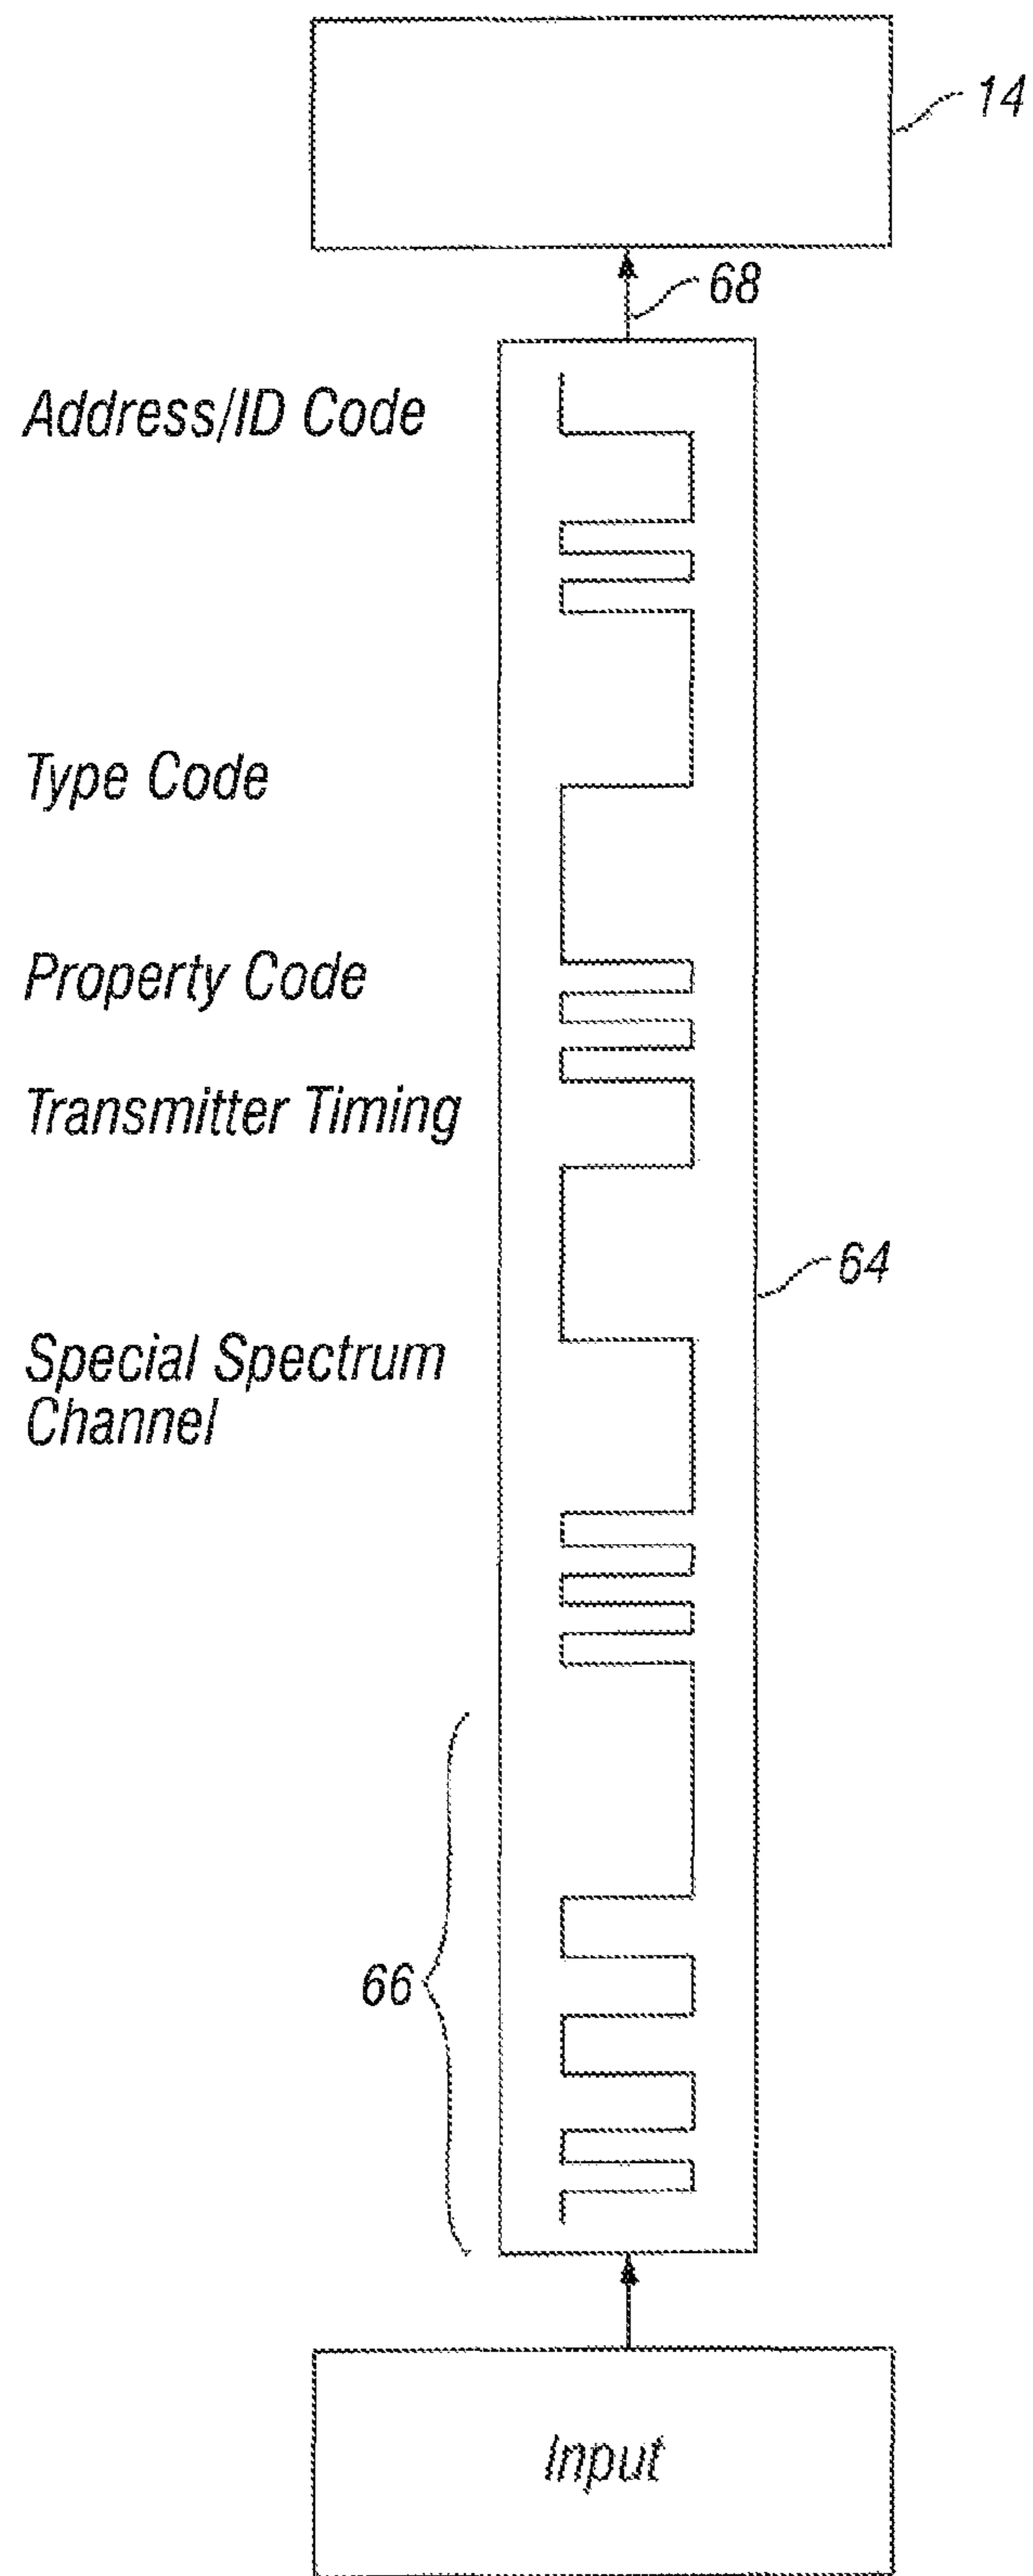 14
68
Address/ID Code
Type Code
Property Code
Transmitter Timing
64
Special Spectrum
Channel
66
Input